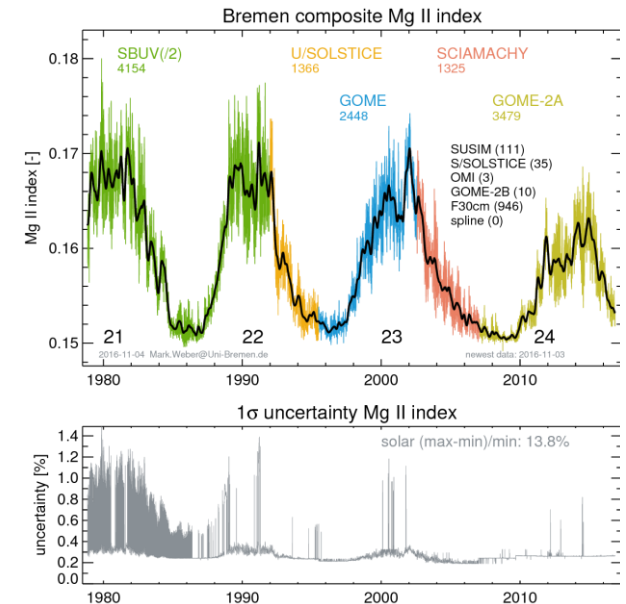 Bremen composite Mg II index
Mg II index [-]
0.18
0.17
0.16
0.15
SBUV(/2)
4154
U/SOLSTICE
1366
SCIAMACHY
1325
GOME
2448
GOME-2A
3479
SUSIM (111)
S/SOLSTICE (35)
OMI (3)
GOME-2B (10)
F30cm (946)
spline (0)
21 22 23 24
2016-11-04 Mark.Weber@Uni-Bremen.de newest data: 2016-11-03
1980 1990 2000 2010
1σ uncertainty Mg II index
solar (max-min)/min: 13.8%
uncertainty [%]
1.4
1.2
1.0
0.8
0.6
0.4
0.2
0.0
1980 1990 2000 2010